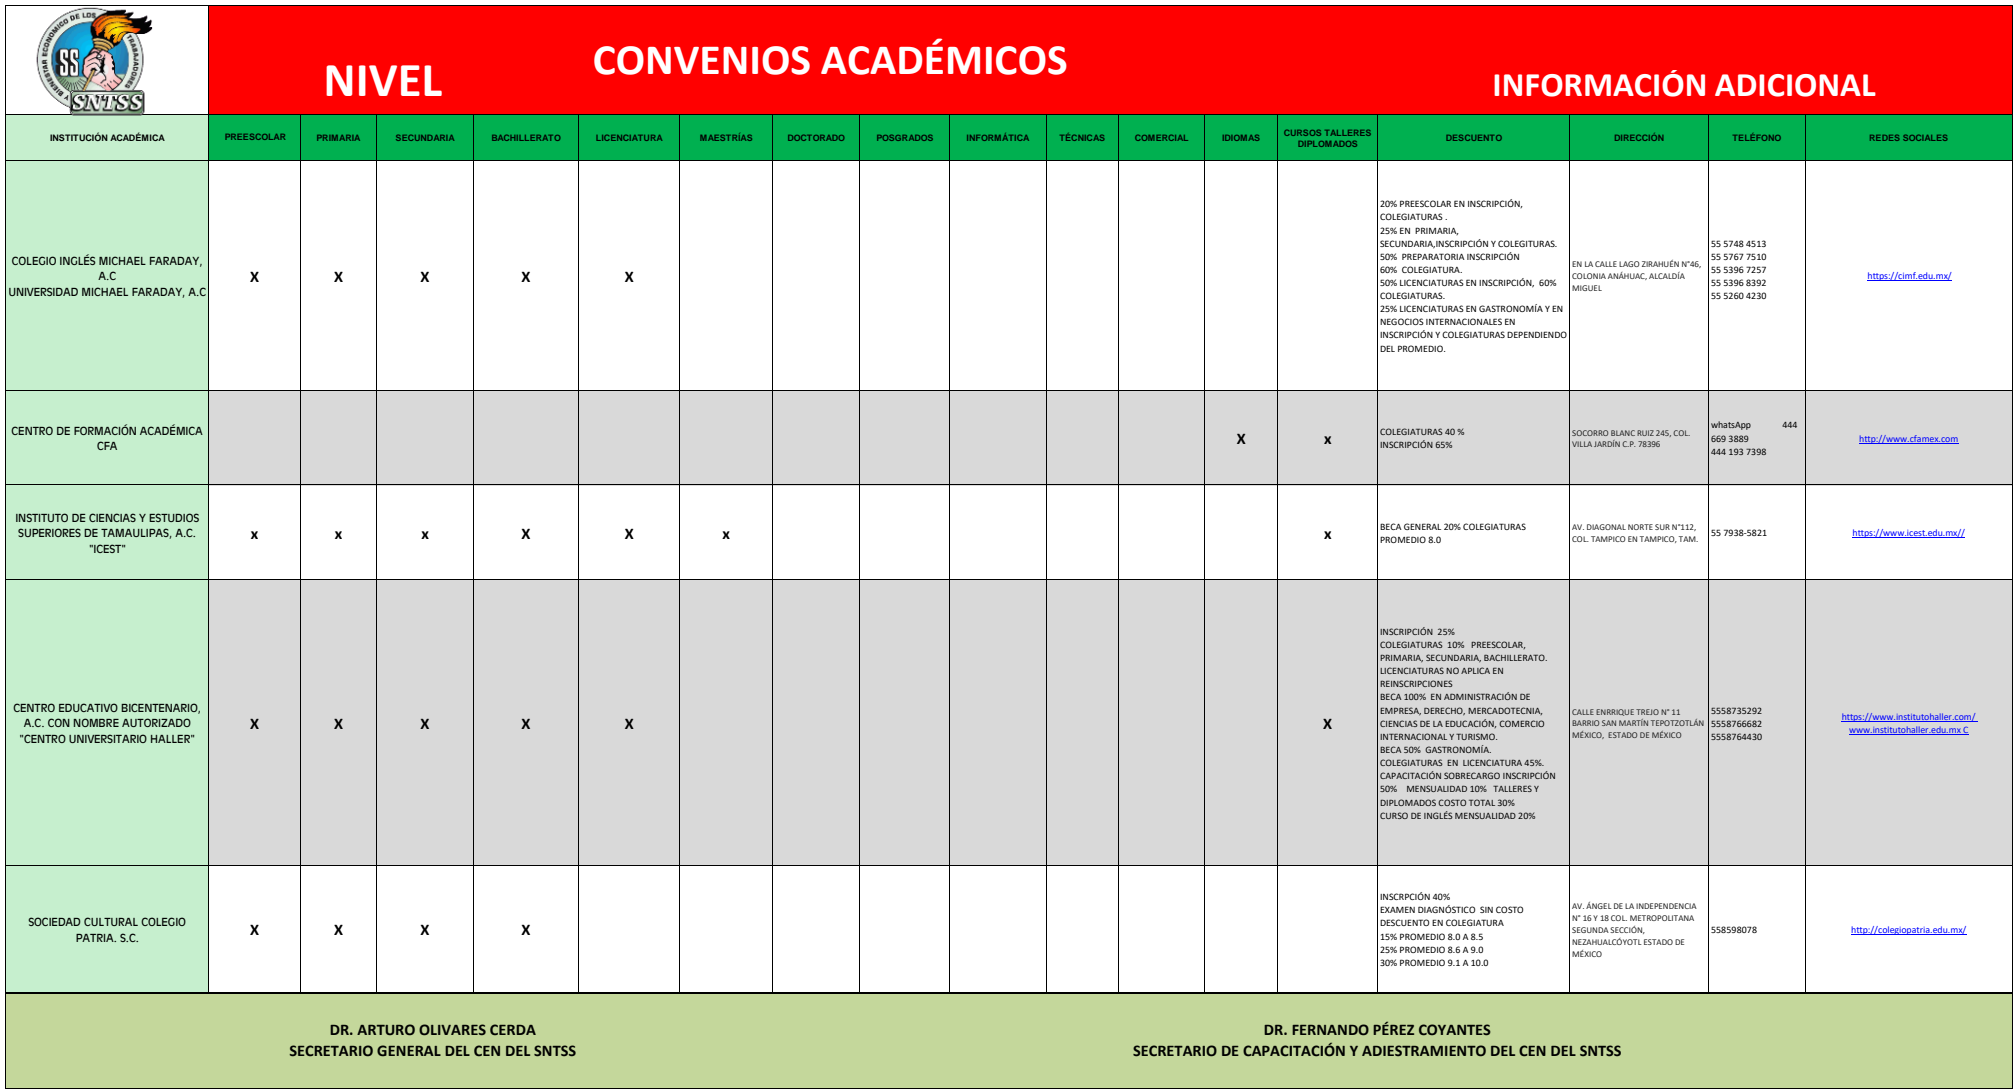 BIENESTAR ECONOMICO DE LOS TRABAJADORES
SS
SNTSS
NIVEL
CONVENIOS ACADÉMICOS
INFORMACIÓN ADICIONAL
INSTITUCIÓN ACADÉMICA
PREESCOLAR
PRIMARIA
SECUNDARIA
BACHILLERATO
LICENCIATURA
MAESTRÍAS
DOCTORADO
POSGRADOS
INFORMÁTICA
TÉCNICAS
COMERCIAL
IDIOMAS
CURSOS TALLERES
DIPLOMADOS
DESCUENTO
DIRECCIÓN
TELÉFONO
REDES SOCIALES
COLEGIO INGLÉS MICHAEL FARADAY,
A.C
UNIVERSIDAD MICHAEL FARADAY, A.C
X
X
X
X
X
20% PREESCOLAR EN INSCRIPCIÓN,
COLEGIATURAS .
25% EN PRIMARIA,
SECUNDARIA,INSCRIPCIÓN Y COLEGITURAS.
50% PREPARATORIA INSCRIPCIÓN
60% COLEGIATURA.
50% LICENCIATURAS EN INSCRIPCIÓN, 60%
COLEGIATURAS.
25% LICENCIATURAS EN GASTRONOMÍA Y EN
NEGOCIOS INTERNACIONALES EN
INSCRIPCIÓN Y COLEGIATURAS DEPENDIENDO
DEL PROMEDIO.
EN LA CALLE LAGO ZIRAHUÉN N°46,
COLONIA ANÁHUAC, ALCALDÍA
MIGUEL
55 5748 4513
55 5767 7510
55 5396 7257
55 5396 8392
55 5260 4230
https://cimf.edu.mx/
CENTRO DE FORMACIÓN ACADÉMICA
CFA
X
x
COLEGIATURAS 40 %
INSCRIPCIÓN 65%
SOCORRO BLANC RUIZ 245, COL.
VILLA JARDÍN C.P. 78396
whatsApp 444
669 3889
444 193 7398
http://www.cfamex.com
INSTITUTO DE CIENCIAS Y ESTUDIOS
SUPERIORES DE TAMAULIPAS, A.C.
"ICEST"
x
x
x
X
X
x
x
BECA GENERAL 20% COLEGIATURAS
PROMEDIO 8.0
AV. DIAGONAL NORTE SUR N°112,
COL. TAMPICO EN TAMPICO, TAM.
55 7938-5821
https://www.icest.edu.mx//
CENTRO EDUCATIVO BICENTENARIO,
A.C. CON NOMBRE AUTORIZADO
"CENTRO UNIVERSITARIO HALLER"
X
X
X
X
X
X
INSCRIPCIÓN 25%
COLEGIATURAS 10% PREESCOLAR,
PRIMARIA, SECUNDARIA, BACHILLERATO.
LICENCIATURAS NO APLICA EN
REINSCRIPCIONES
BECA 100% EN ADMINISTRACIÓN DE
EMPRESA, DERECHO, MERCADOTECNIA,
CIENCIAS DE LA EDUCACIÓN, COMERCIO
INTERNACIONAL Y TURISMO.
BECA 50% GASTRONOMÍA.
COLEGIATURAS EN LICENCIATURA 45%.
CAPACITACIÓN SOBRECARGO INSCRIPCIÓN
50% MENSUALIDAD 10% TALLERES Y
DIPLOMADOS COSTO TOTAL 30%
CURSO DE INGLÉS MENSUALIDAD 20%
CALLE ENRRIQUE TREJO N° 11
BARRIO SAN MARTÍN TEPOTZOTLÁN
MÉXICO, ESTADO DE MÉXICO
5558735292
5558766682
5558764430
https://www.institutohaller.com/
www.institutohaller.edu.mx C
SOCIEDAD CULTURAL COLEGIO
PATRIA. S.C.
X
X
X
X
INSCRPCIÓN 40%
EXAMEN DIAGNÓSTICO SIN COSTO
DESCUENTO EN COLEGIATURA
15% PROMEDIO 8.0 A 8.5
25% PROMEDIO 8.6 A 9.0
30% PROMEDIO 9.1 A 10.0
AV. ÁNGEL DE LA INDEPENDENCIA
N° 16 Y 18 COL. METROPOLITANA
SEGUNDA SECCIÓN,
NEZAHUALCÓYOTL ESTADO DE
MÉXICO
558598078
http://colegiopatria.edu.mx/
DR. ARTURO OLIVARES CERDA
SECRETARIO GENERAL DEL CEN DEL SNTSS
DR. FERNANDO PÉREZ COYANTES
SECRETARIO DE CAPACITACIÓN Y ADIESTRAMIENTO DEL CEN DEL SNTSS